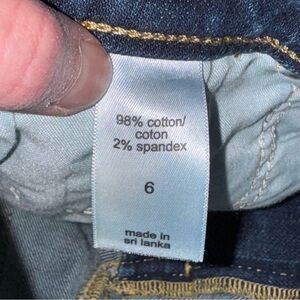 98% cotton/
coton
2% spandex
6
made in
sri lanka